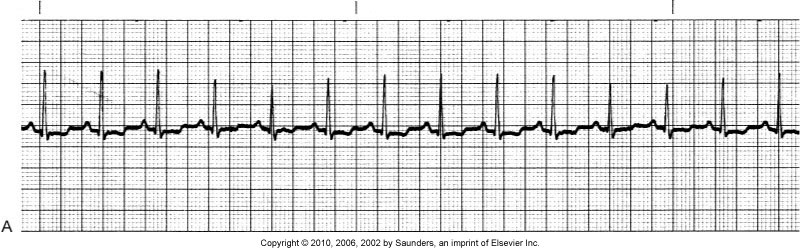 A
Copyright © 2010, 2006, 2002 by Saunders, an imprint of Elsevier Inc.